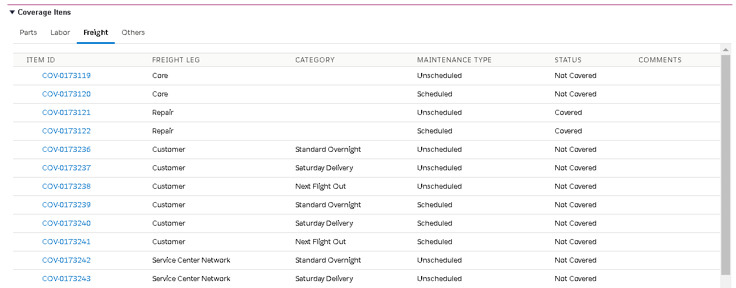 ▼ Coverage Items
Parts Labor Freight Others
ITEM ID FREIGHT LEG CATEGORY MAINTENANCE TYPE STATUS COMMENTS
COV-0173119 Core Unscheduled Not Covered
COV-0173120 Core Scheduled Not Covered
COV-0173121 Repair Unscheduled Covered
COV-0173122 Repair Scheduled Covered
COV-0173236 Customer Standard Overnight Unscheduled Not Covered
COV-0173237 Customer Saturday Delivery Unscheduled Not Covered
COV-0173238 Customer Next Flight Out Unscheduled Not Covered
COV-0173239 Customer Standard Overnight Scheduled Not Covered
COV-0173240 Customer Saturday Delivery Scheduled Not Covered
COV-0173241 Customer Next Flight Out Scheduled Not Covered
COV-0173242 Service Center Network Standard Overnight Unscheduled Not Covered
COV-0173243 Service Center Network Saturday Delivery Unscheduled Not Covered